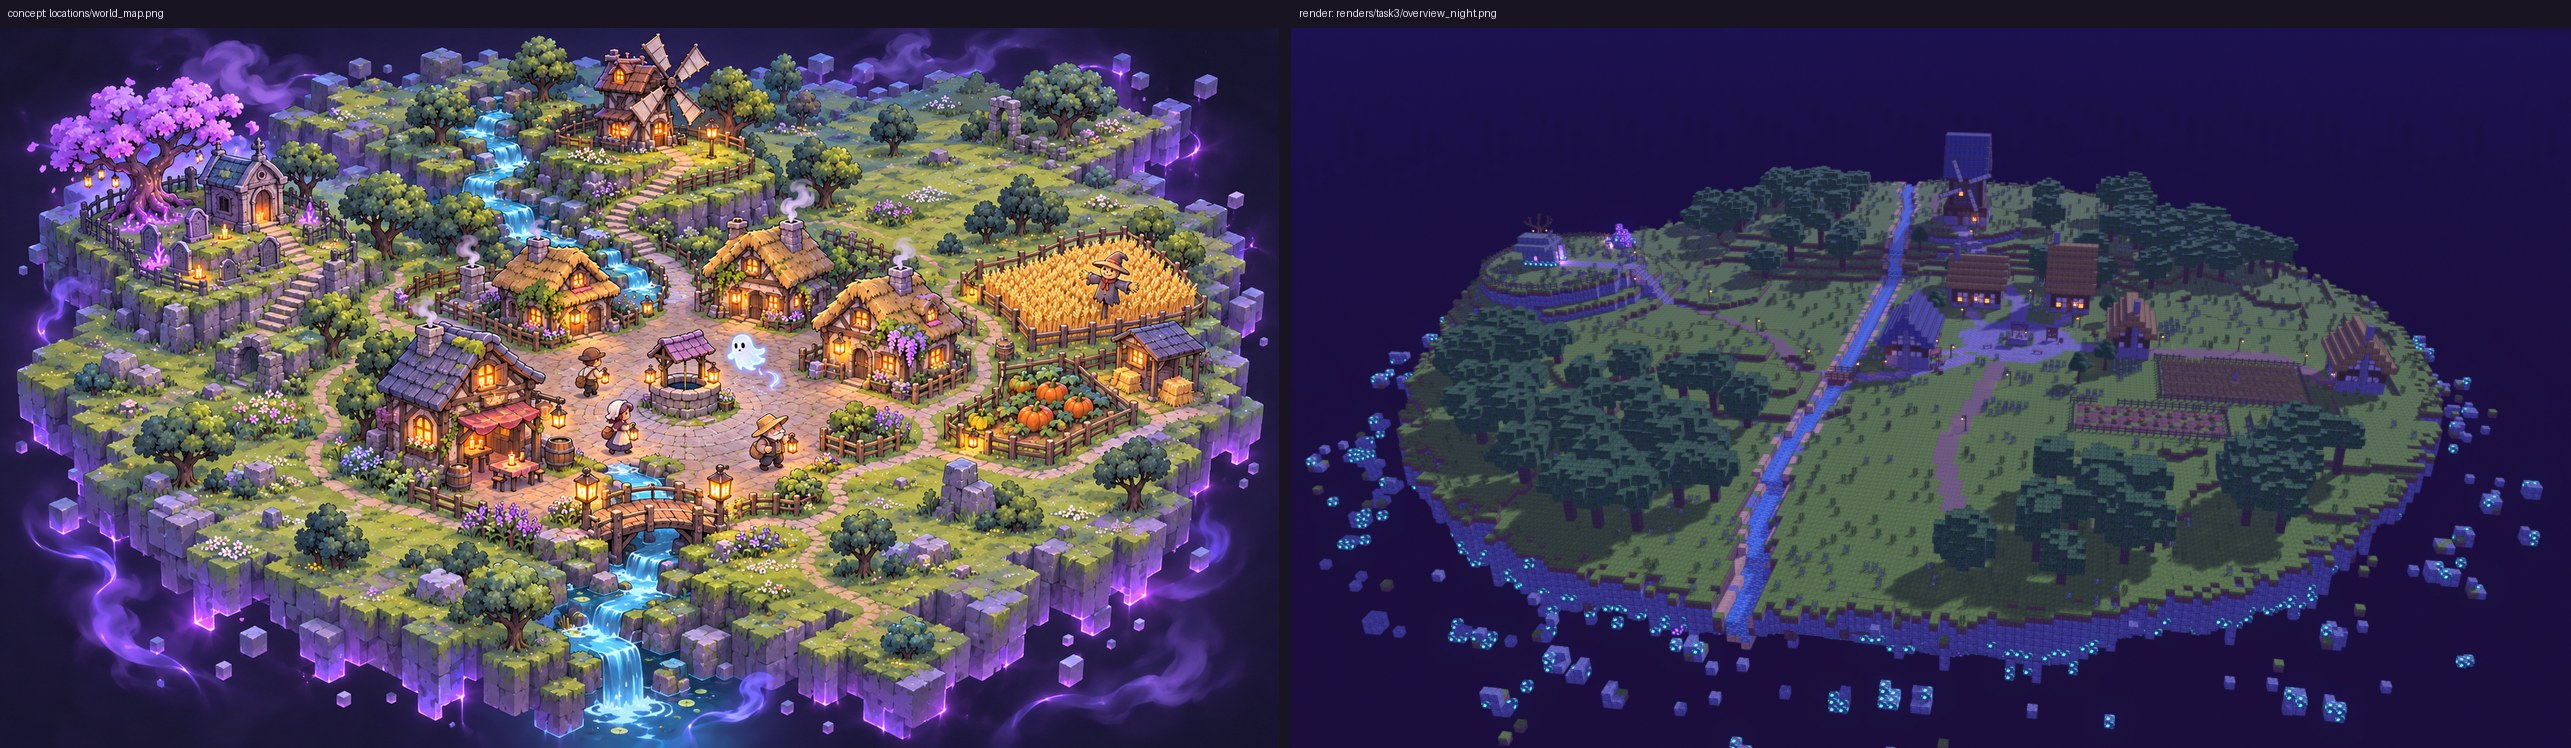 concept: locations/world_map.png
render: renders/task3/overview_night.png